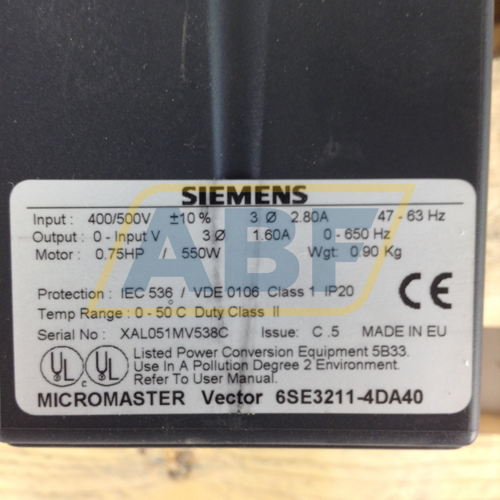 SIEMENS
Input : 400/500V ±10 % 3 Ø 2.80A 47 - 63 Hz
Output : 0 - Input V 3 Ø 1.60A 0 - 650 Hz
Motor : 0.75HP / 550W Wgt: 0.90 Kg
Protection : IEC 536 / VDE 0106 Class 1 IP20
Temp Range : 0 - 50°C Duty Class II
Serial No : XAL051MV538C Issue: C .5 MADE IN EU
UL C UL Listed Power Conversion Equipment 5B33.
Use In A Pollution Degree 2 Environment.
Refer To User Manual.
MICROMASTER Vector 6SE3211-4DA40
ABF
CE